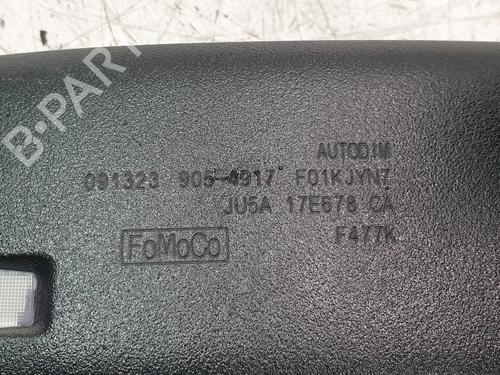 AUTODIM
091323 905-4917 F01KJYN7
JU5A 17E678 CA
F477K
FoMoCo
B-PARTS